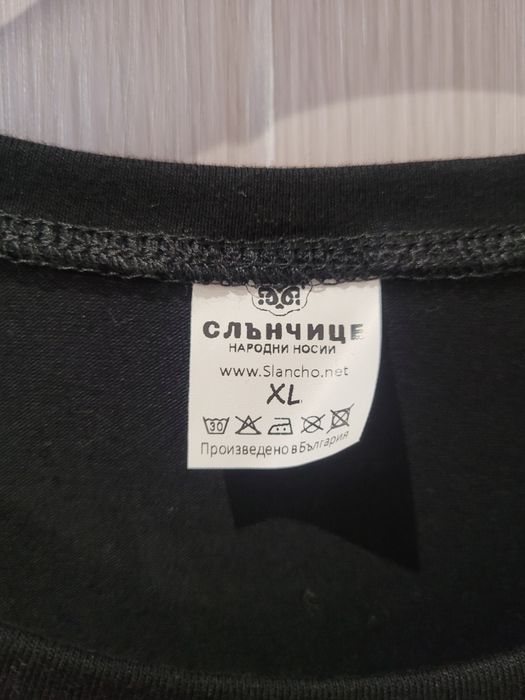 СЛЪНЧИЦЕ
НАРОДНИ НОСИИ
www.Slancho.net
XL
30
Произведено в България